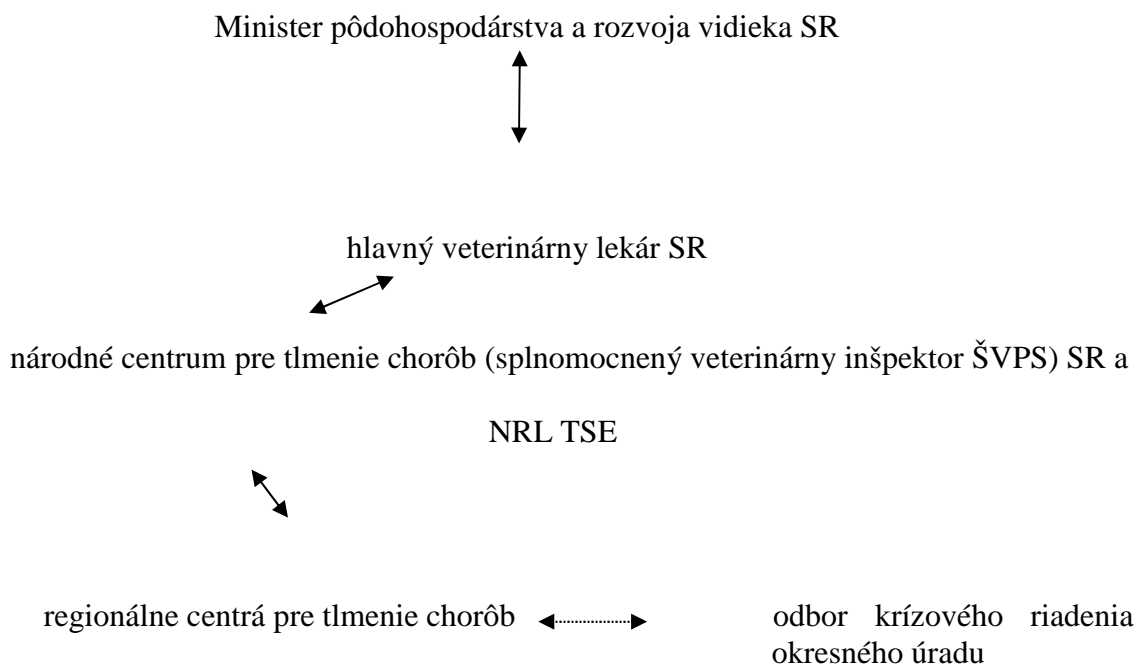 Minister pôdohospodárstva a rozvoja vidieka SR
hlavný veterinárny lekár SR
národné centrum pre tlmenie chorôb (splnomocnený veterinárny inšpektor ŠVPS) SR a
NRL TSE
regionálne centrá pre tlmenie chorôb
odbor krízového riadenia
okresného úradu